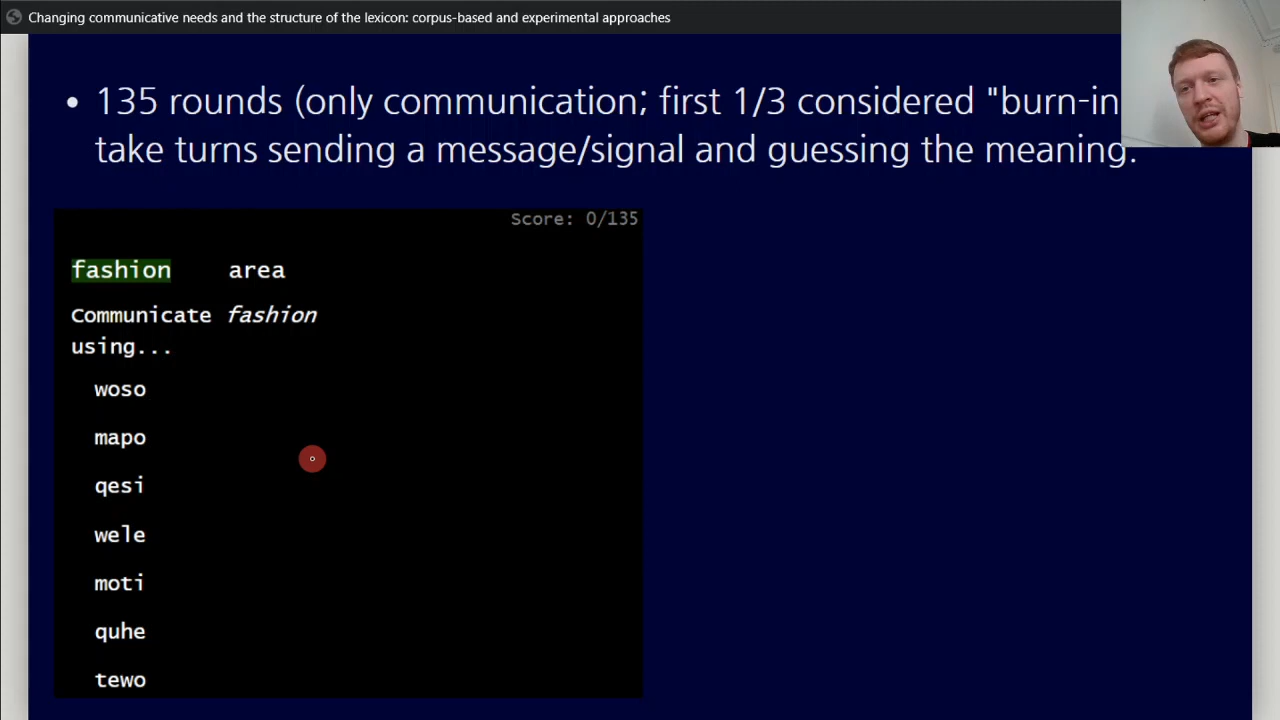 Changing communicative needs and the structure of the lexicon: corpus-based and experimental approaches
• 135 rounds (only communication; first 1/3 considered "burn-in
take turns sending a message/signal and guessing the meaning.
Score: 0/135
fashion area
Communicate fashion
using...
woso
mapo
qesi
wele
moti
quhe
tewo